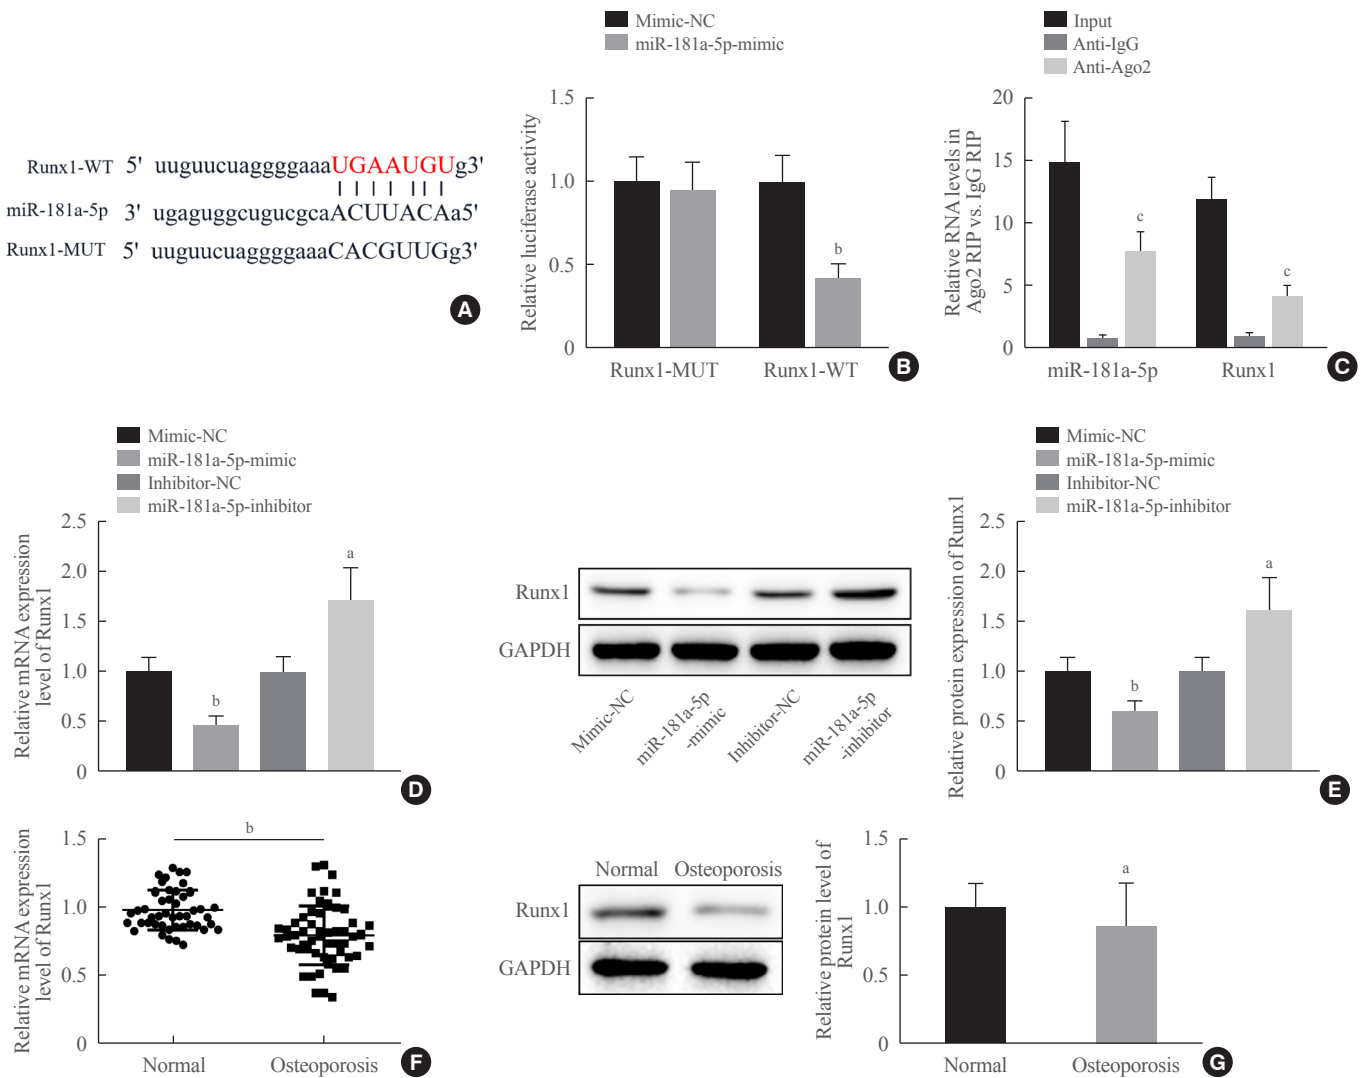 Runx1-WT 5' uuguucuaggggaaaUGAAUGUg3'
miR-181a-5p 3' ugaguggcugucgcaACUUACAa5'
Runx1-MUT 5' uuguucuaggggaaaCACGUUGg3'
A
Mimic-NC
miR-181a-5p-mimic
Relative luciferase activity
1.5
1.0
0.5
0
b
Runx1-MUT Runx1-WT
B
Input
Anti-IgG
Anti-Ago2
Relative RNA levels in
Ago2 RIP vs. IgG RIP
20
15
10
5
0
c
c
miR-181a-5p Runx1
C
Mimic-NC
miR-181a-5p-mimic
Inhibitor-NC
miR-181a-5p-inhibitor
Relative mRNA expression
level of Runx1
2.5
2.0
1.5
1.0
0.5
0
b
a
D
Runx1
GAPDH
Mimic-NC
miR-181a-5p
-mimic
Inhibitor-NC
miR-181a-5p
-inhibitor
Mimic-NC
miR-181a-5p-mimic
Inhibitor-NC
miR-181a-5p-inhibitor
Relative protein expression of Runx1
2.5
2.0
1.5
1.0
0.5
0
b
a
E
Relative mRNA expression
level of Runx1
1.5
1.0
0.5
0
b
Normal Osteoporosis
F
Normal Osteoporosis
Runx1
GAPDH
Relative protein level of
Runx1
1.5
1.0
0.5
0
a
Normal Osteoporosis
G